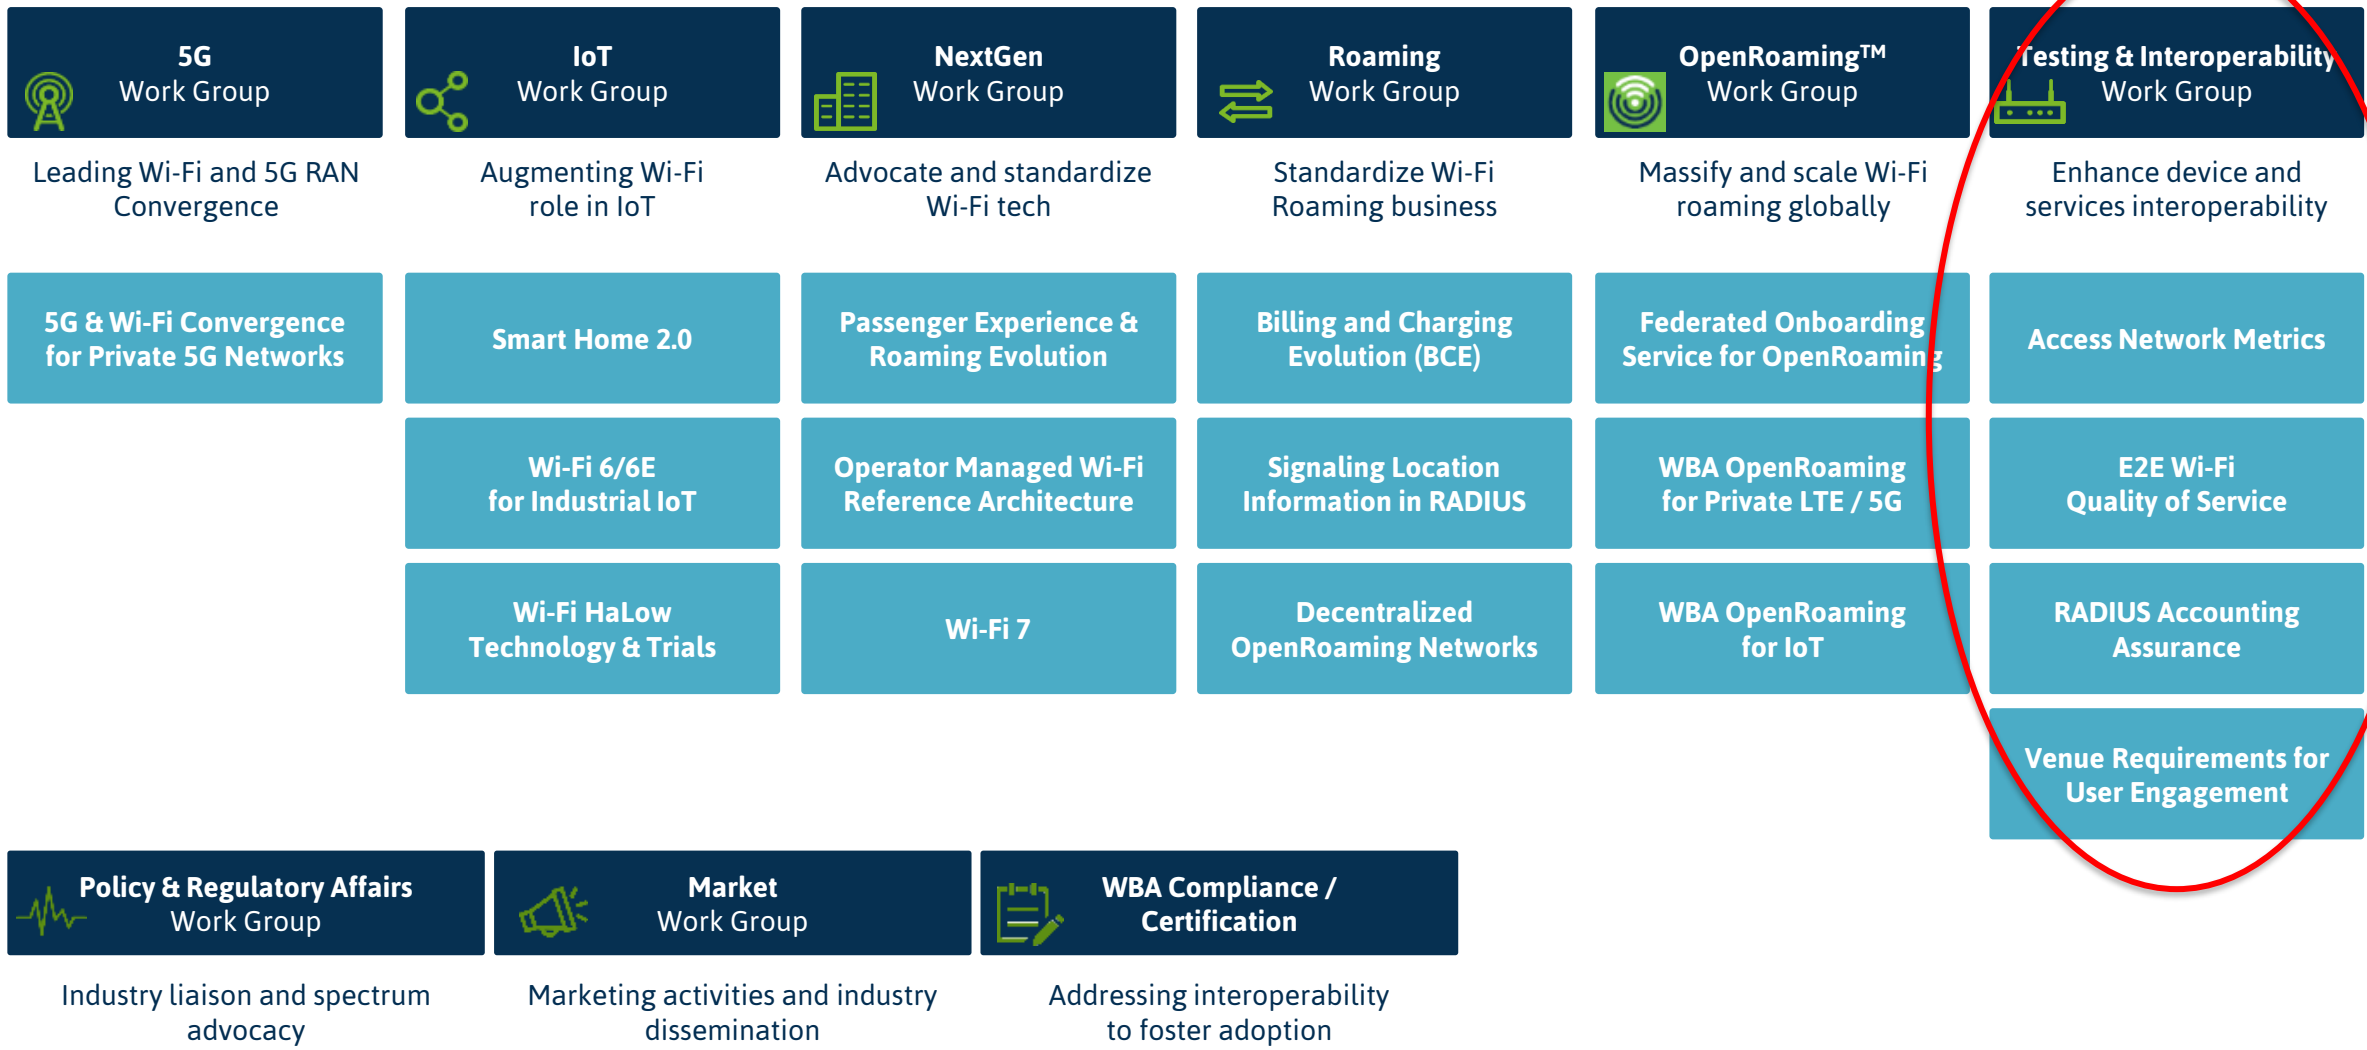 5G
Work Group
IoT
Work Group
NextGen
Work Group
Roaming
Work Group
OpenRoaming™
Work Group
Testing & Interoperability
Work Group
Leading Wi-Fi and 5G RAN
Convergence
Augmenting Wi-Fi
role in IoT
Advocate and standardize
Wi-Fi tech
Standardize Wi-Fi
Roaming business
Massify and scale Wi-Fi
roaming globally
Enhance device and
services interoperability
5G & Wi-Fi Convergence
for Private 5G Networks
Smart Home 2.0
Passenger Experience &
Roaming Evolution
Billing and Charging
Evolution (BCE)
Federated Onboarding
Service for OpenRoaming
Access Network Metrics
Wi-Fi 6/6E
for Industrial IoT
Operator Managed Wi-Fi
Reference Architecture
Signaling Location
Information in RADIUS
WBA OpenRoaming
for Private LTE / 5G
E2E Wi-Fi
Quality of Service
Wi-Fi HaLow
Technology & Trials
Wi-Fi 7
Decentralized
OpenRoaming Networks
WBA OpenRoaming
for IoT
RADIUS Accounting
Assurance
Venue Requirements for
User Engagement
Policy & Regulatory Affairs
Work Group
Market
Work Group
WBA Compliance /
Certification
Industry liaison and spectrum
advocacy
Marketing activities and industry
dissemination
Addressing interoperability
to foster adoption